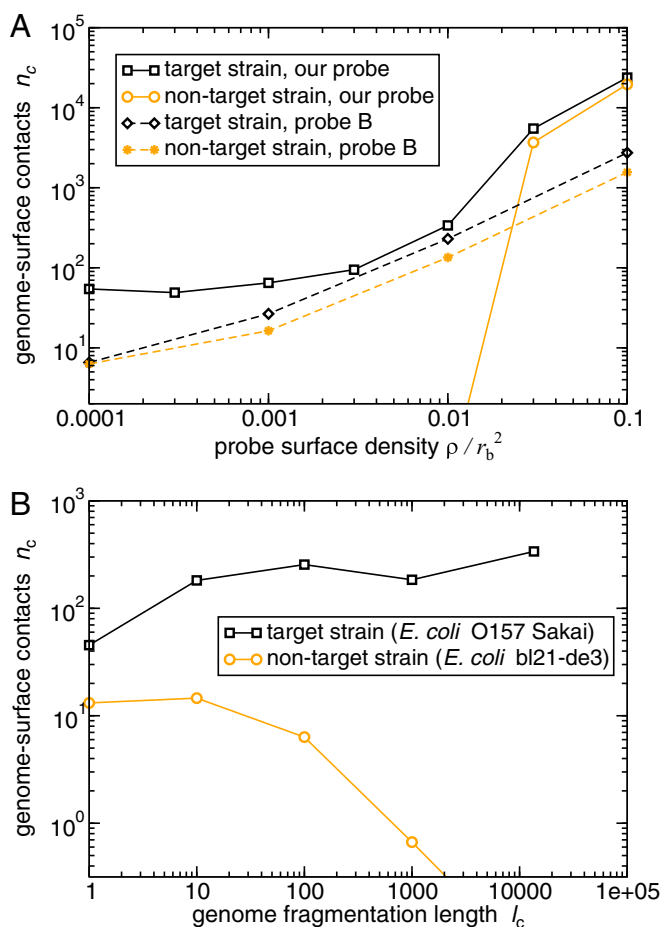 A
genome-surface contacts n_c
10^5
10^4
10^3
10^2
10^1
target strain, our probe
non-target strain, our probe
target strain, probe B
non-target strain, probe B
0.0001 0.001 0.01 0.1
probe surface density ρ / r_b^2
B
genome-surface contacts n_c
10^3
10^2
10^1
10^0
target strain (E. coli O157 Sakai)
non-target strain (E. coli bl21-de3)
1 10 100 1000 10000 1e+05
genome fragmentation length l_c